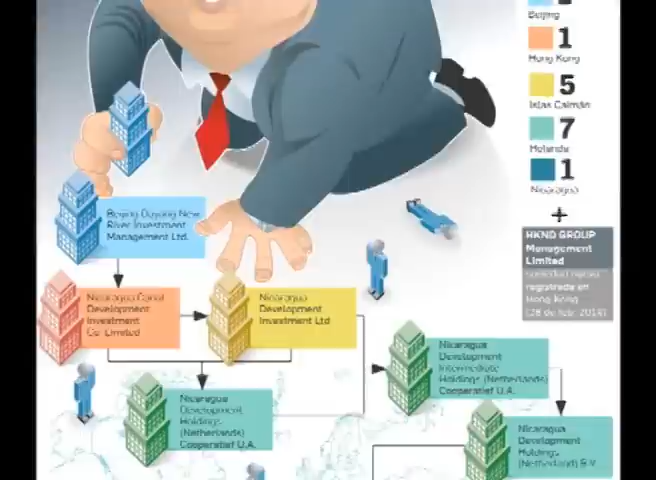 Beijing
1
Hong Kong
5
Islas Caimán
7
Holanda
1
Nicaragua
+
HKND GROUP
Management
Limited
registrada en
Hong Kong
Beijing Dayang New
River Investment
Management Ltd.
Nicaragua Canal
Development
Investment
Co. Limited
Nicaragua
Development
Investment Ltd
Nicaragua
Development
Intermediate
Holdings (Netherlands)
Cooperatief U.A.
Nicaragua
Development
Holdings
(Netherlands)
Cooperatief U.A.
Nicaragua
Development
Holdings
(Netherland) B.V.